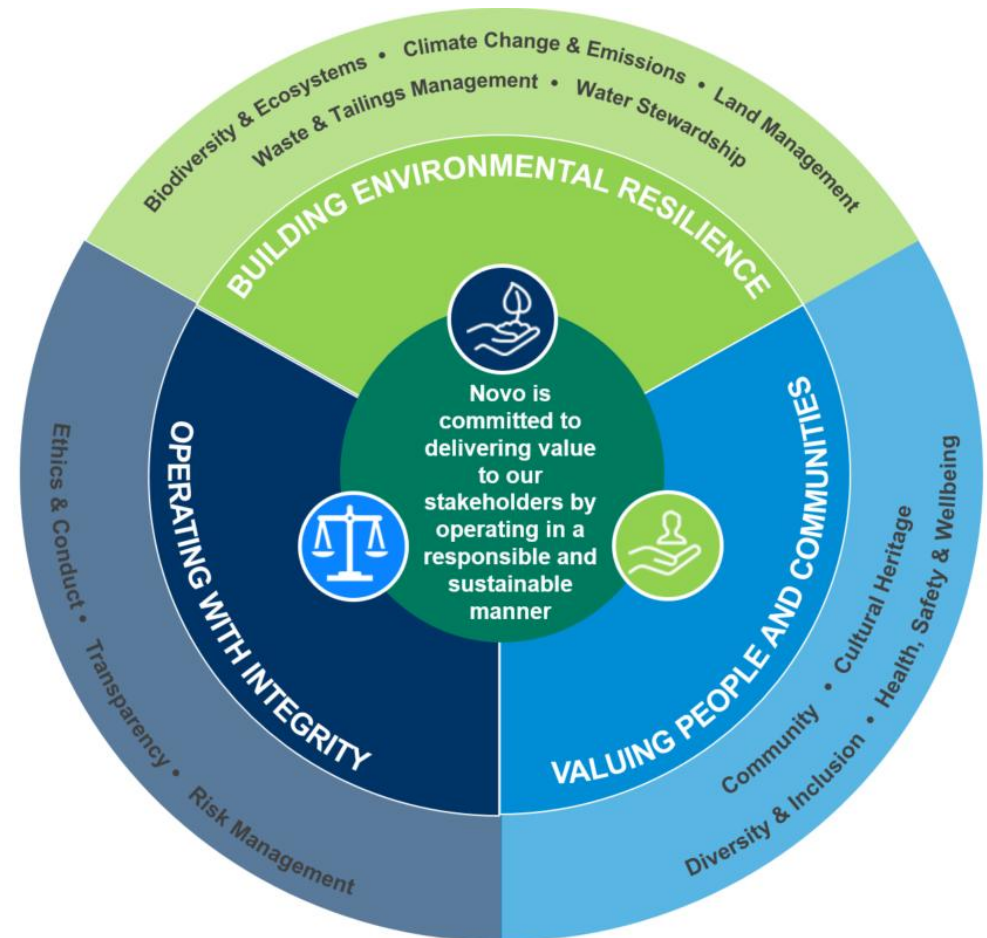 Biodiversity & Ecosystems • Climate Change & Emissions • Land Management
Waste & Tailings Management • Water Stewardship
BUILDING ENVIRONMENTAL RESILIENCE
Novo is
committed to
delivering value
to our
stakeholders by
operating in a
responsible and
sustainable
manner
OPERATING WITH INTEGRITY
Ethics & Conduct • Transparency • Risk Management
VALUING PEOPLE AND COMMUNITIES
Community • Cultural Heritage
Diversity & Inclusion • Health, Safety & Wellbeing